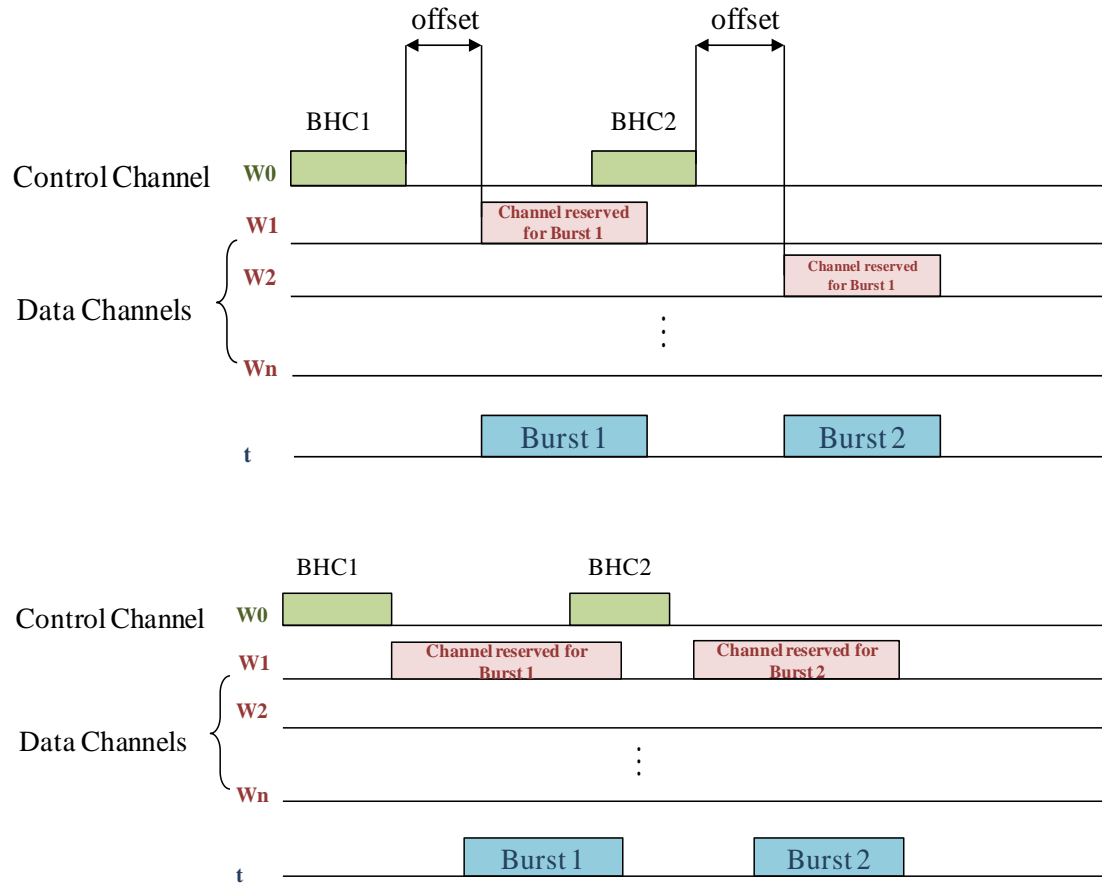 offset
offset
BHC1
BHC2
Control Channel
W0
W1
Channel reserved
for Burst 1
W2
Channel reserved
for Burst 1
Data Channels
Wn
Burst 1
Burst 2
t
BHC1
BHC2
Control Channel
W0
W1
Channel reserved for
Burst 1
Channel reserved for
Burst 2
W2
Data Channels
Wn
Burst 1
Burst 2
t